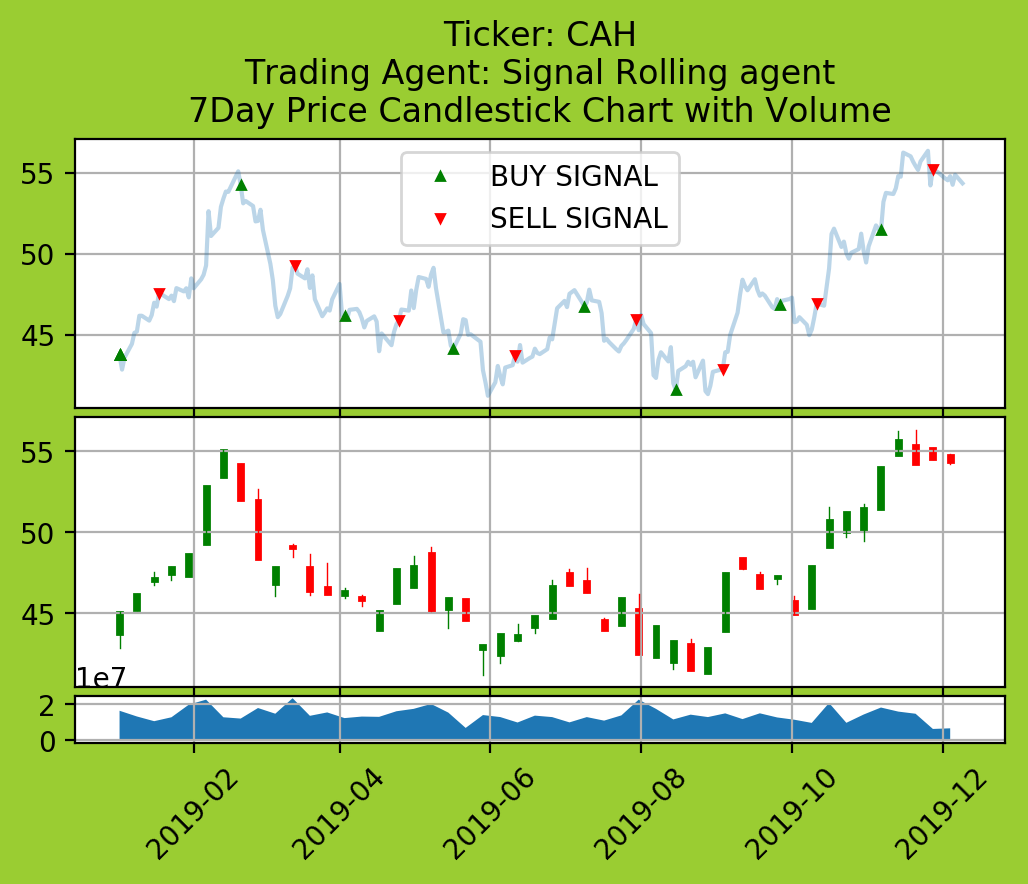 Ticker: CAH
Trading Agent: Signal Rolling agent
7Day Price Candlestick Chart with Volume
BUY SIGNAL
SELL SIGNAL
55
50
45
55
50
45
1e7
2
0
2019-02
2019-04
2019-06
2019-08
2019-10
2019-12